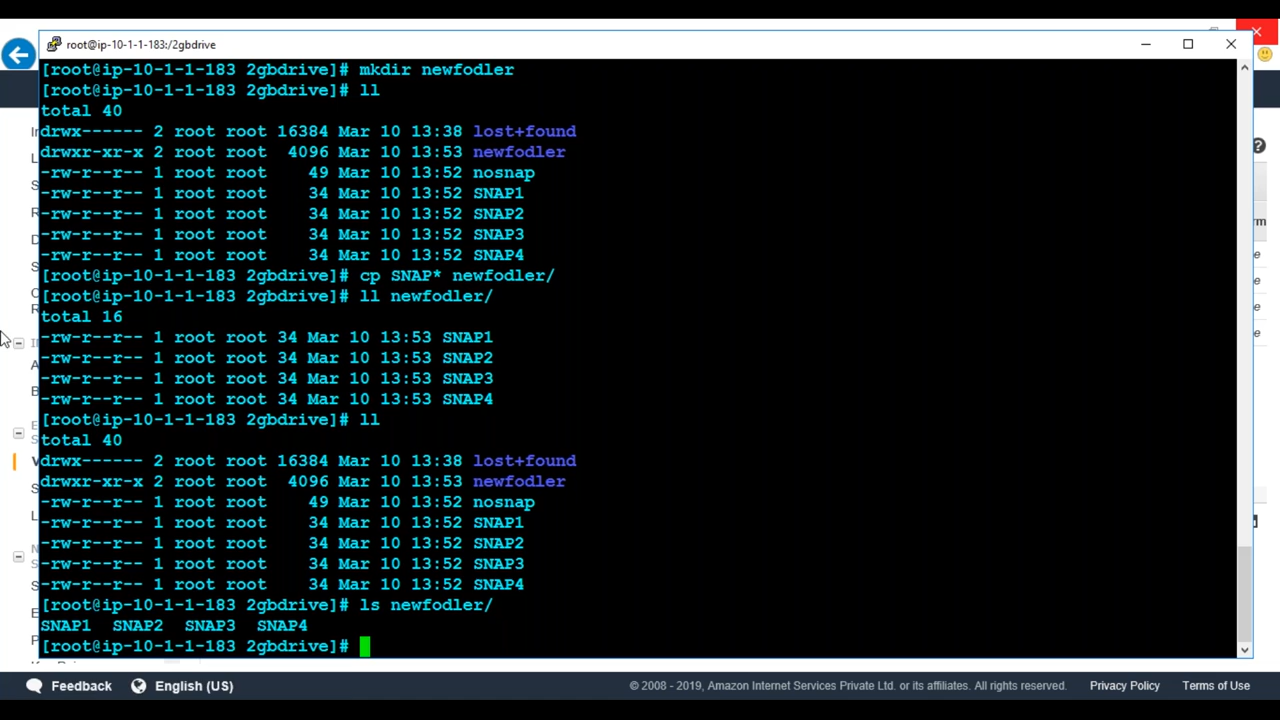 root@ip-10-1-1-183:/2gbdrive
[root@ip-10-1-1-183 2gbdrive]# mkdir newfodler
[root@ip-10-1-1-183 2gbdrive]# ll
total 40
drwx------ 2 root root 16384 Mar 10 13:38 lost+found
drwxr-xr-x 2 root root  4096 Mar 10 13:53 newfodler
-rw-r--r-- 1 root root    49 Mar 10 13:52 nosnap
-rw-r--r-- 1 root root    34 Mar 10 13:52 SNAP1
-rw-r--r-- 1 root root    34 Mar 10 13:52 SNAP2
-rw-r--r-- 1 root root    34 Mar 10 13:52 SNAP3
-rw-r--r-- 1 root root    34 Mar 10 13:52 SNAP4
[root@ip-10-1-1-183 2gbdrive]# cp SNAP* newfodler/
[root@ip-10-1-1-183 2gbdrive]# ll newfodler/
total 16
-rw-r--r-- 1 root root 34 Mar 10 13:53 SNAP1
-rw-r--r-- 1 root root 34 Mar 10 13:53 SNAP2
-rw-r--r-- 1 root root 34 Mar 10 13:53 SNAP3
-rw-r--r-- 1 root root 34 Mar 10 13:53 SNAP4
[root@ip-10-1-1-183 2gbdrive]# ll
total 40
drwx------ 2 root root 16384 Mar 10 13:38 lost+found
drwxr-xr-x 2 root root  4096 Mar 10 13:53 newfodler
-rw-r--r-- 1 root root    49 Mar 10 13:52 nosnap
-rw-r--r-- 1 root root    34 Mar 10 13:52 SNAP1
-rw-r--r-- 1 root root    34 Mar 10 13:52 SNAP2
-rw-r--r-- 1 root root    34 Mar 10 13:52 SNAP3
-rw-r--r-- 1 root root    34 Mar 10 13:52 SNAP4
[root@ip-10-1-1-183 2gbdrive]# ls newfodler/
SNAP1  SNAP2  SNAP3  SNAP4
[root@ip-10-1-1-183 2gbdrive]#
Feedback English (US) © 2008 - 2019, Amazon Internet Services Private Ltd. or its affiliates. All rights reserved. Privacy Policy Terms of Use